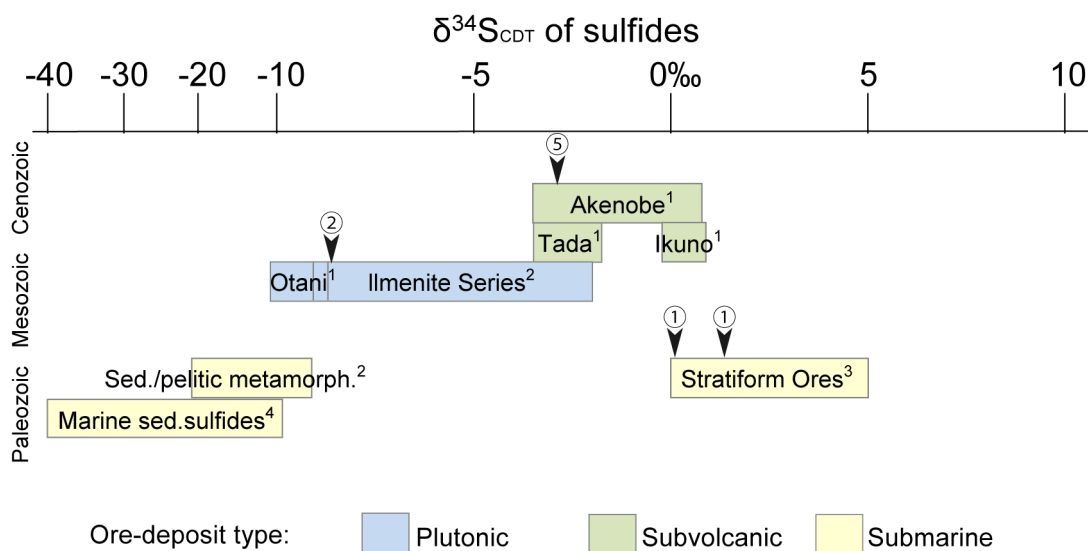 δ³⁴SCDT of sulfides
-40 -30 -20 -10 -5 0‰ 5 10
Cenozoic
⑤
Akenobe¹
Tada¹ Ikuno¹
Mesozoic
②
Otani¹ Ilmenite Series²
① ①
Paleozoic
Sed./pelitic metamorph.² Stratiform Ores³
Marine sed.sulfides⁴
Ore-deposit type: Plutonic Subvolcanic Submarine